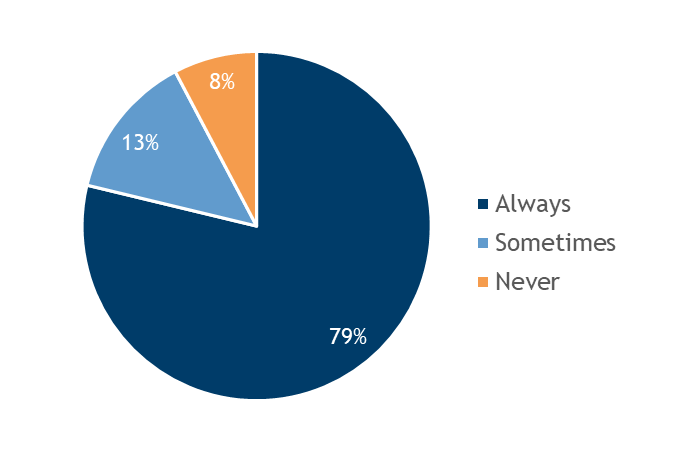 8%
13%
79%
Always
Sometimes
Never